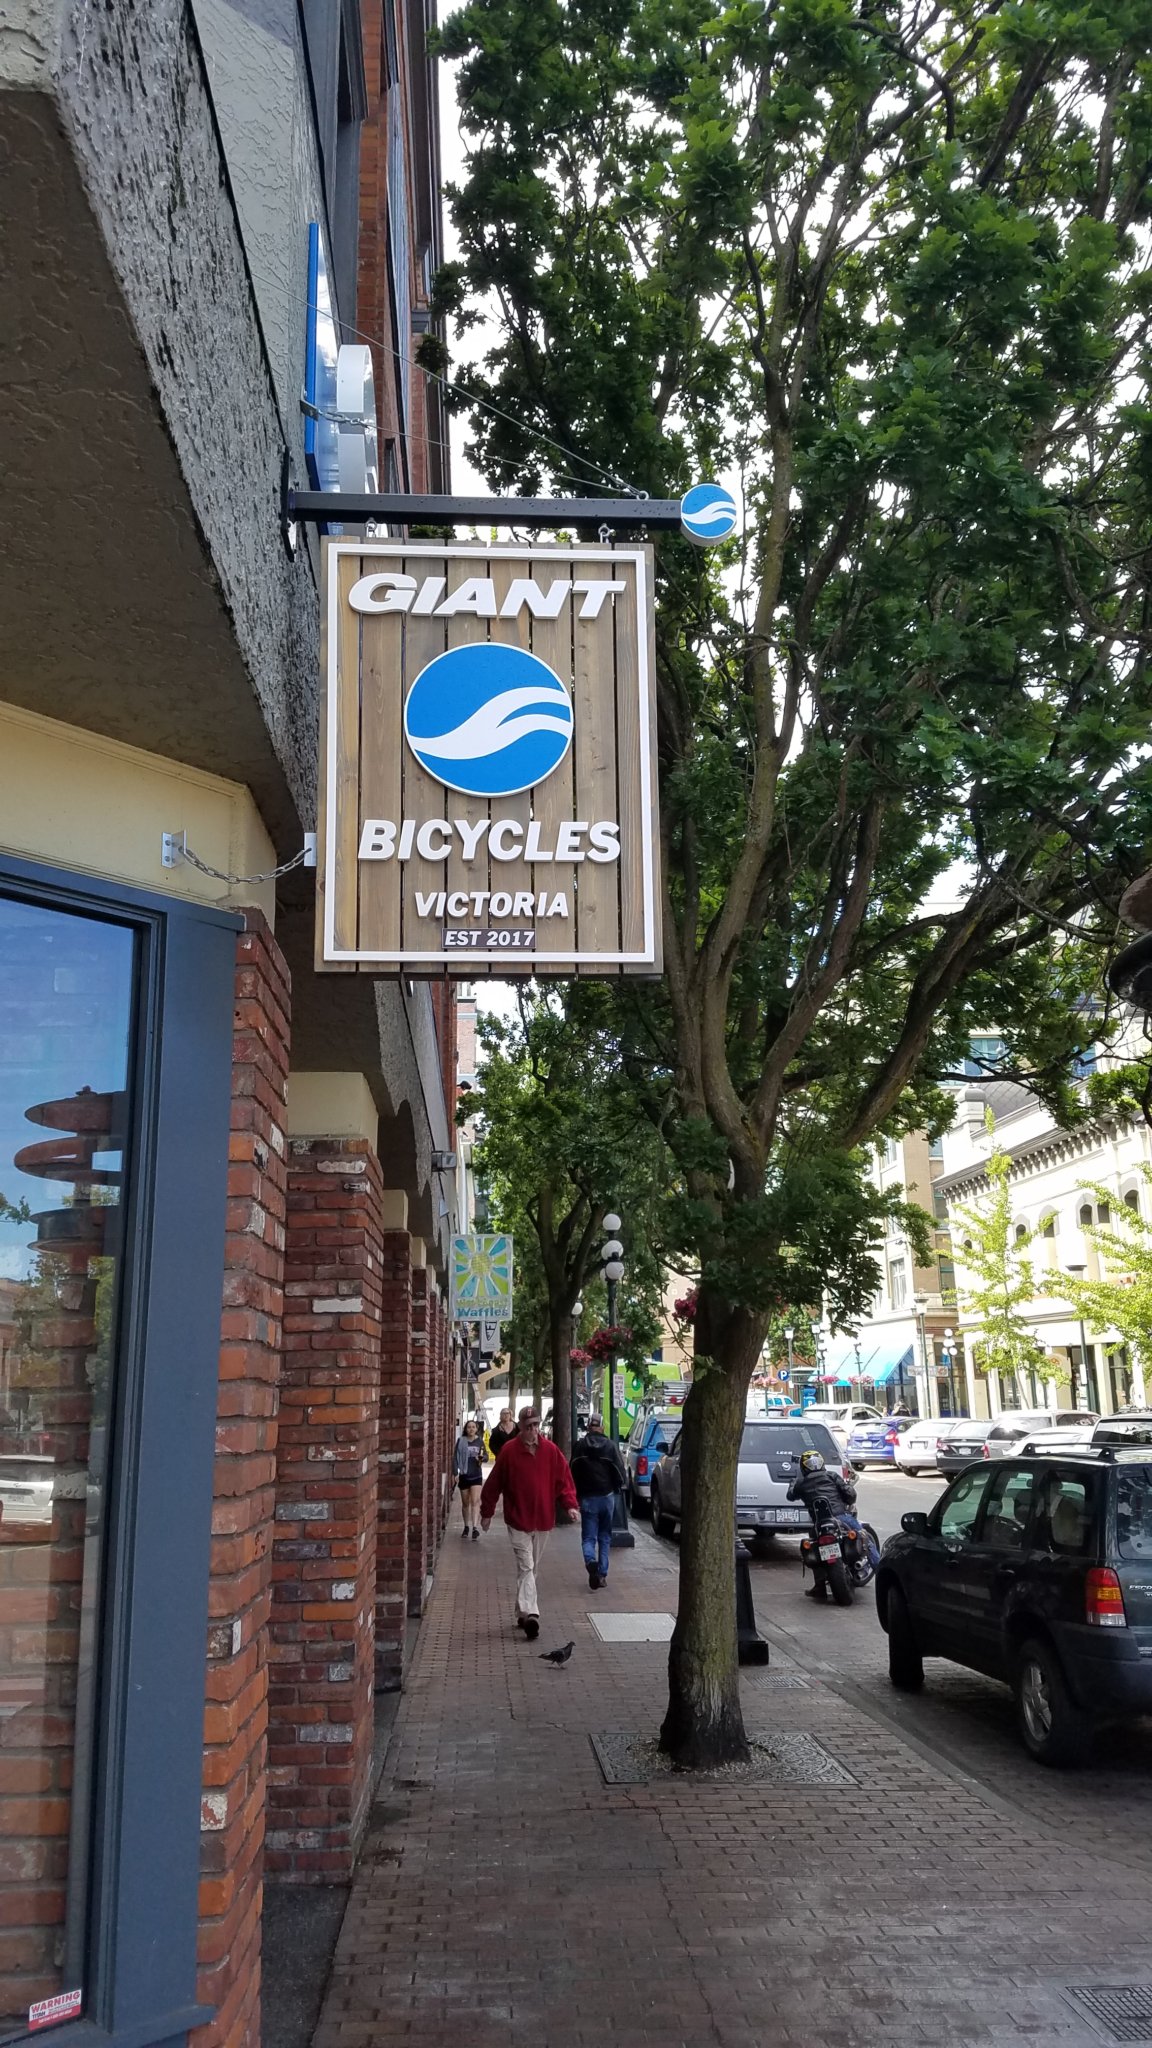 GIANT
BICYCLES
VICTORIA
EST 2017
Waffles
P
WARNING